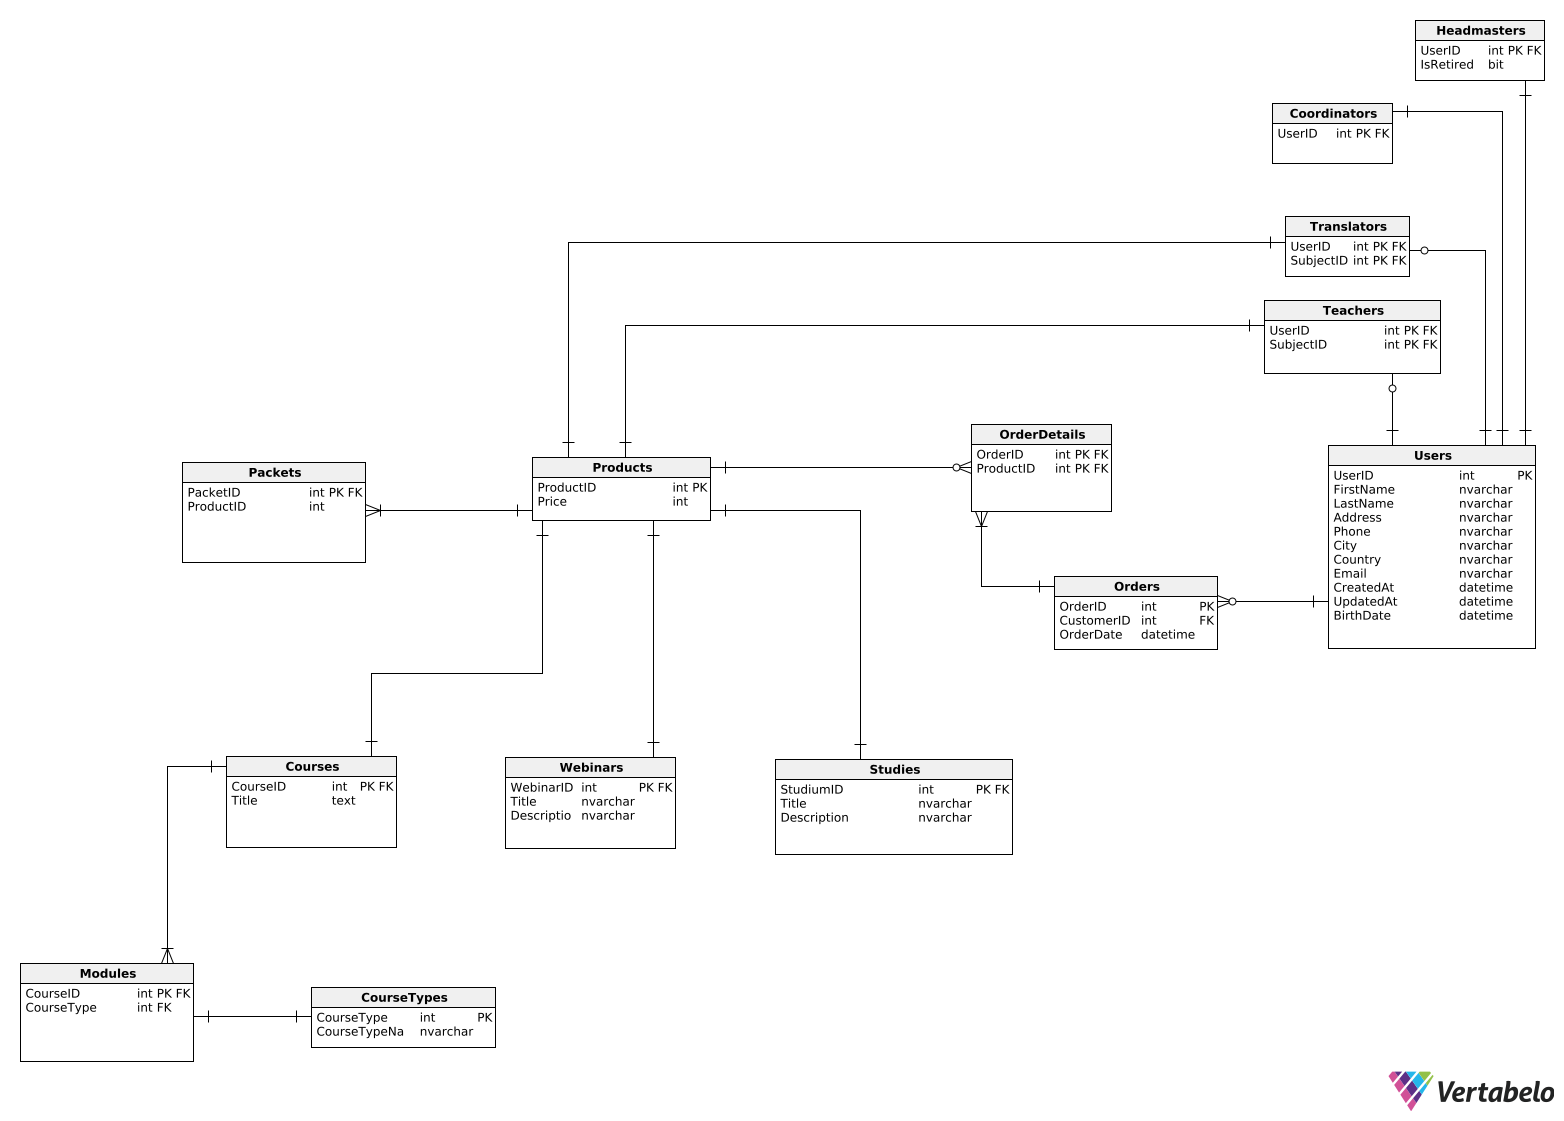 Headmasters
UserID int PK FK
IsRetired bit
Coordinators
UserID int PK FK
Translators
UserID int PK FK
SubjectID int PK FK
Teachers
UserID int PK FK
SubjectID int PK FK
OrderDetails
OrderID int PK FK
ProductID int PK FK
Packets
PacketID int PK FK
ProductID int
Products
ProductID int PK
Price int
Users
UserID int PK
FirstName nvarchar
LastName nvarchar
Address nvarchar
Phone nvarchar
City nvarchar
Country nvarchar
Email nvarchar
CreatedAt datetime
UpdatedAt datetime
BirthDate datetime
Orders
OrderID int PK
CustomerID int FK
OrderDate datetime
Courses
CourseID int PK FK
Title text
Webinars
WebinarID int PK FK
Title nvarchar
Descriptio nvarchar
Studies
StudiumID int PK FK
Title nvarchar
Description nvarchar
Modules
CourseID int PK FK
CourseType int FK
CourseTypes
CourseType int PK
CourseTypeNa nvarchar
Vertabelo